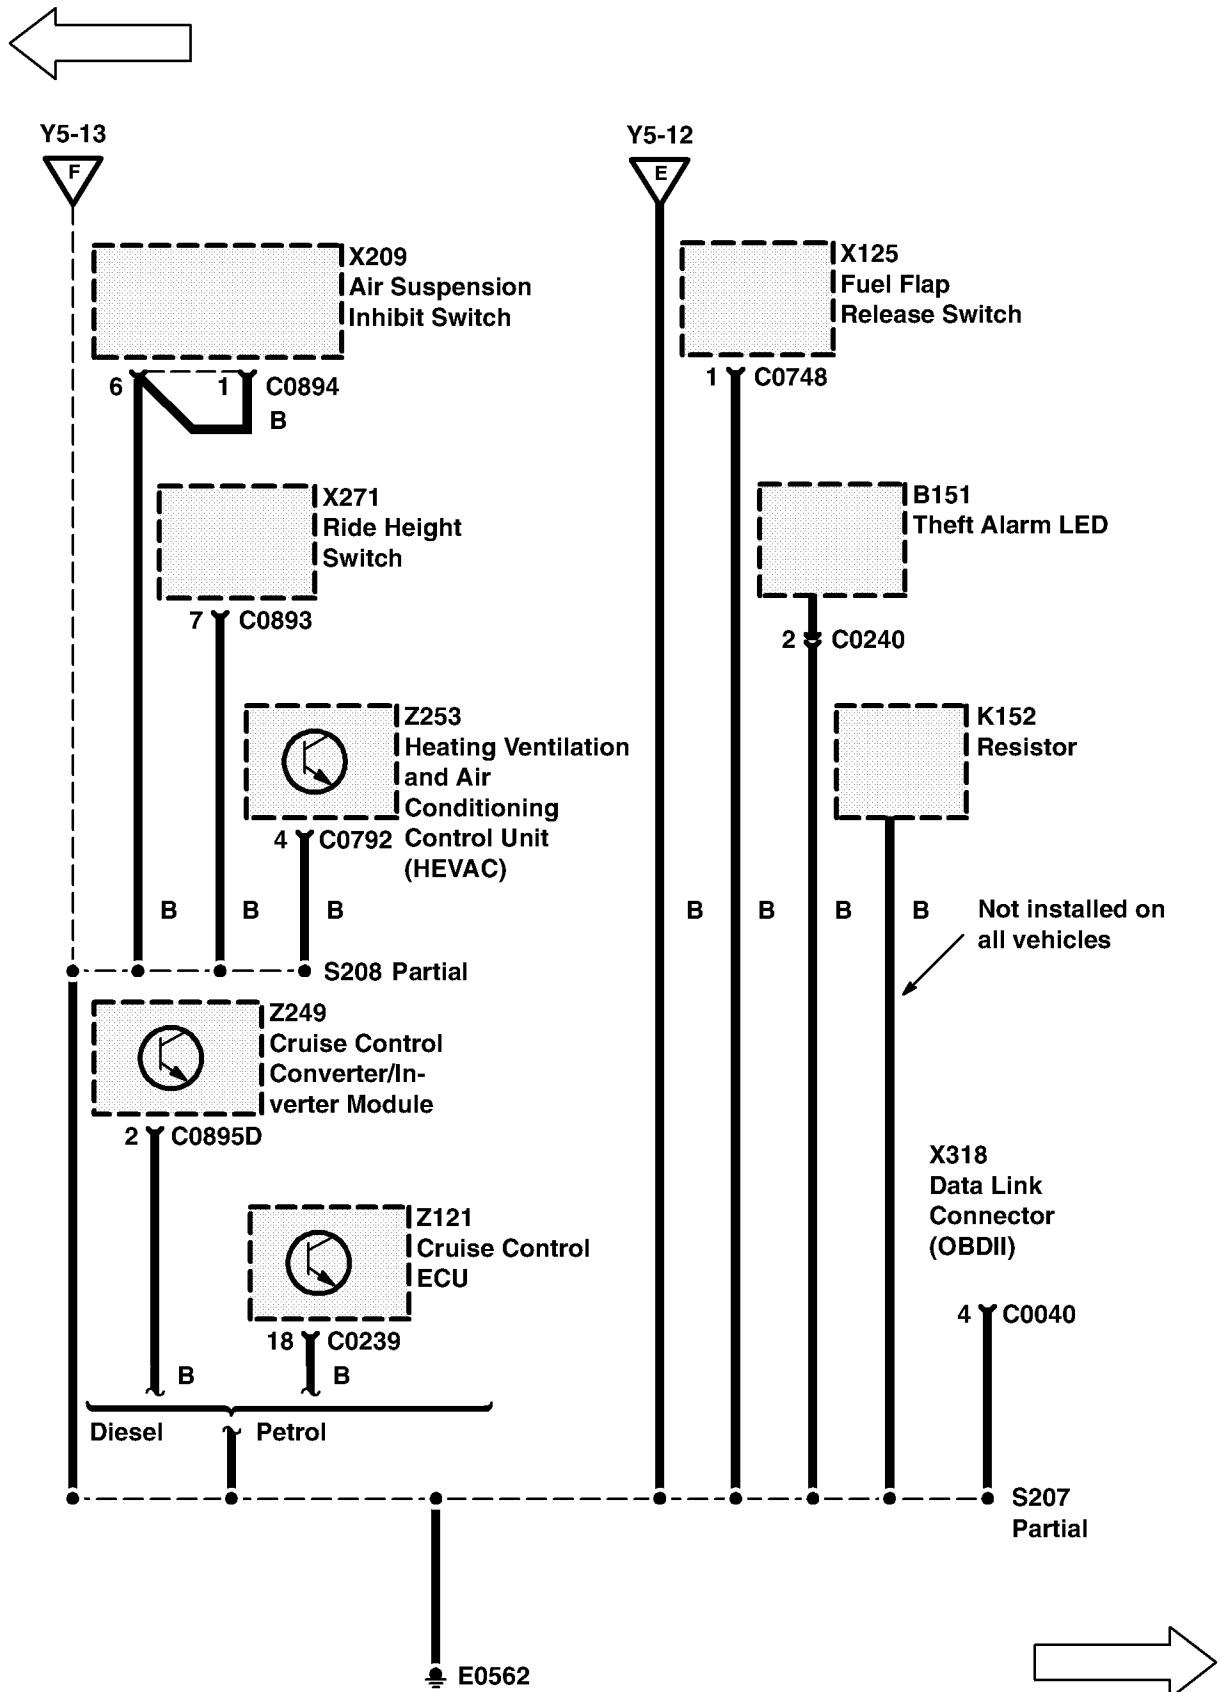 Y5-13
F
X209
Air Suspension
Inhibit Switch
6
1
C0894
B
X271
Ride Height
Switch
7
C0893
Z253
Heating Ventilation
and Air
Conditioning
Control Unit
(HEVAC)
4
C0792
B
B
B
S208 Partial
Z249
Cruise Control
Converter/In-
verter Module
2
C0895D
Z121
Cruise Control
ECU
18
C0239
B
B
Diesel
Petrol
Y5-12
E
X125
Fuel Flap
Release Switch
1
C0748
B151
Theft Alarm LED
2
C0240
K152
Resistor
B
B
B
B
Not installed on
all vehicles
X318
Data Link
Connector
(OBDII)
4
C0040
S207
Partial
E0562